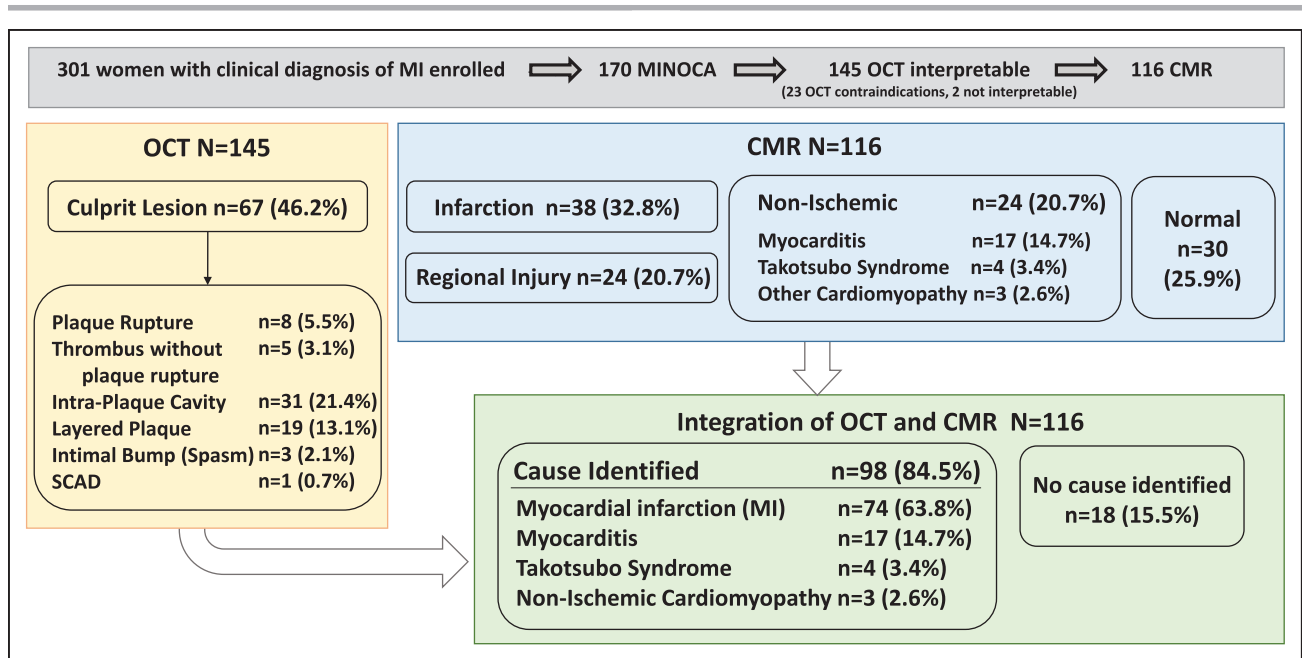 301 women with clinical diagnosis of MI enrolled 170 MINOCA 145 OCT interpretable 116 CMR
(23 OCT contraindications, 2 not interpretable)
OCT N=145
Culprit Lesion n=67 (46.2%)
Plaque Rupture n=8 (5.5%)
Thrombus without n=5 (3.1%)
plaque rupture
Intra-Plaque Cavity n=31 (21.4%)
Layered Plaque n=19 (13.1%)
Intimal Bump (Spasm) n=3 (2.1%)
SCAD n=1 (0.7%)
CMR N=116
Infarction n=38 (32.8%)
Regional Injury n=24 (20.7%)
Non-Ischemic n=24 (20.7%)
Myocarditis n=17 (14.7%)
Takotsubo Syndrome n=4 (3.4%)
Other Cardiomyopathy n=3 (2.6%)
Normal
n=30
(25.9%)
Integration of OCT and CMR N=116
Cause Identified n=98 (84.5%)
Myocardial infarction (MI) n=74 (63.8%)
Myocarditis n=17 (14.7%)
Takotsubo Syndrome n=4 (3.4%)
Non-Ischemic Cardiomyopathy n=3 (2.6%)
No cause identified
n=18 (15.5%)